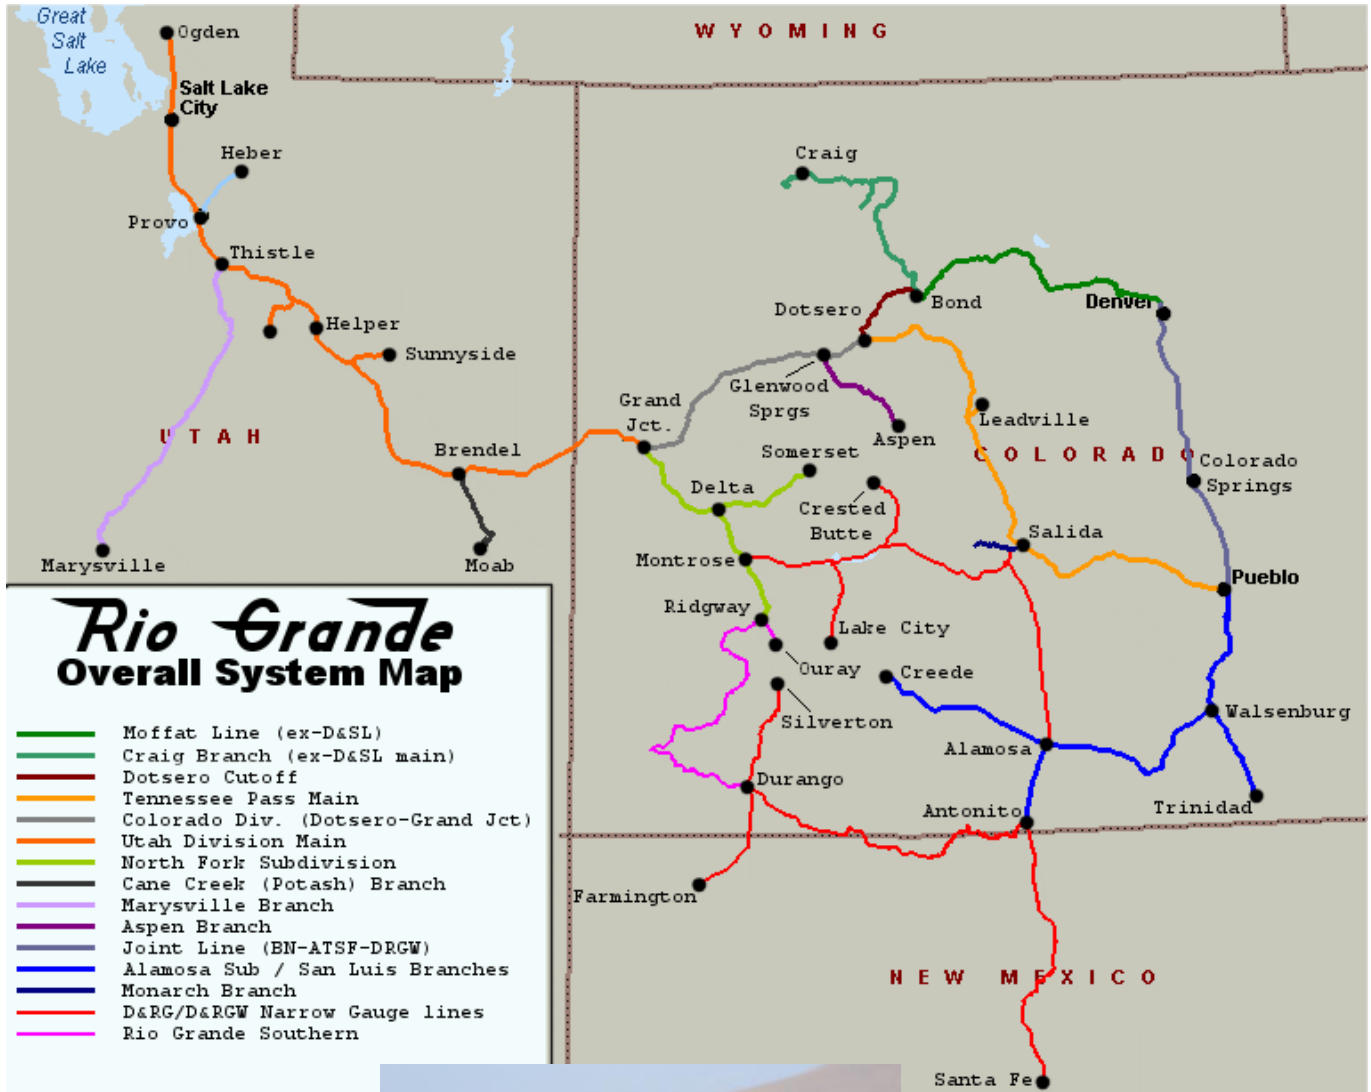 Great
Salt
Lake
Ogden
WYOMING
Salt Lake
City
Heber
Craig
Provo
Thistle
Bond
Denver
Dotsero
Helper
Sunnyside
Glenwood
Sprgs
Grand
Jct.
Leadville
Aspen
UTAH
COLORADO
Brendel
Somerset
Colorado
Springs
Delta
Crested
Butte
Salida
Marysville
Moab
Montrose
Pueblo
Ridgway
Lake City
Ouray
Creede
Silverton
Walsenburg
Alamosa
Durango
Antonito
Trinidad
Farmington
NEW MEXICO
Santa Fe
Rio Grande
Overall System Map
Moffat Line (ex-D&SL)
Craig Branch (ex-D&SL main)
Dotsero Cutoff
Tennessee Pass Main
Colorado Div. (Dotsero-Grand Jct)
Utah Division Main
North Fork Subdivision
Cane Creek (Potash) Branch
Marysville Branch
Aspen Branch
Joint Line (BN-ATSF-DRGW)
Alamosa Sub / San Luis Branches
Monarch Branch
D&RG/D&RGW Narrow Gauge lines
Rio Grande Southern